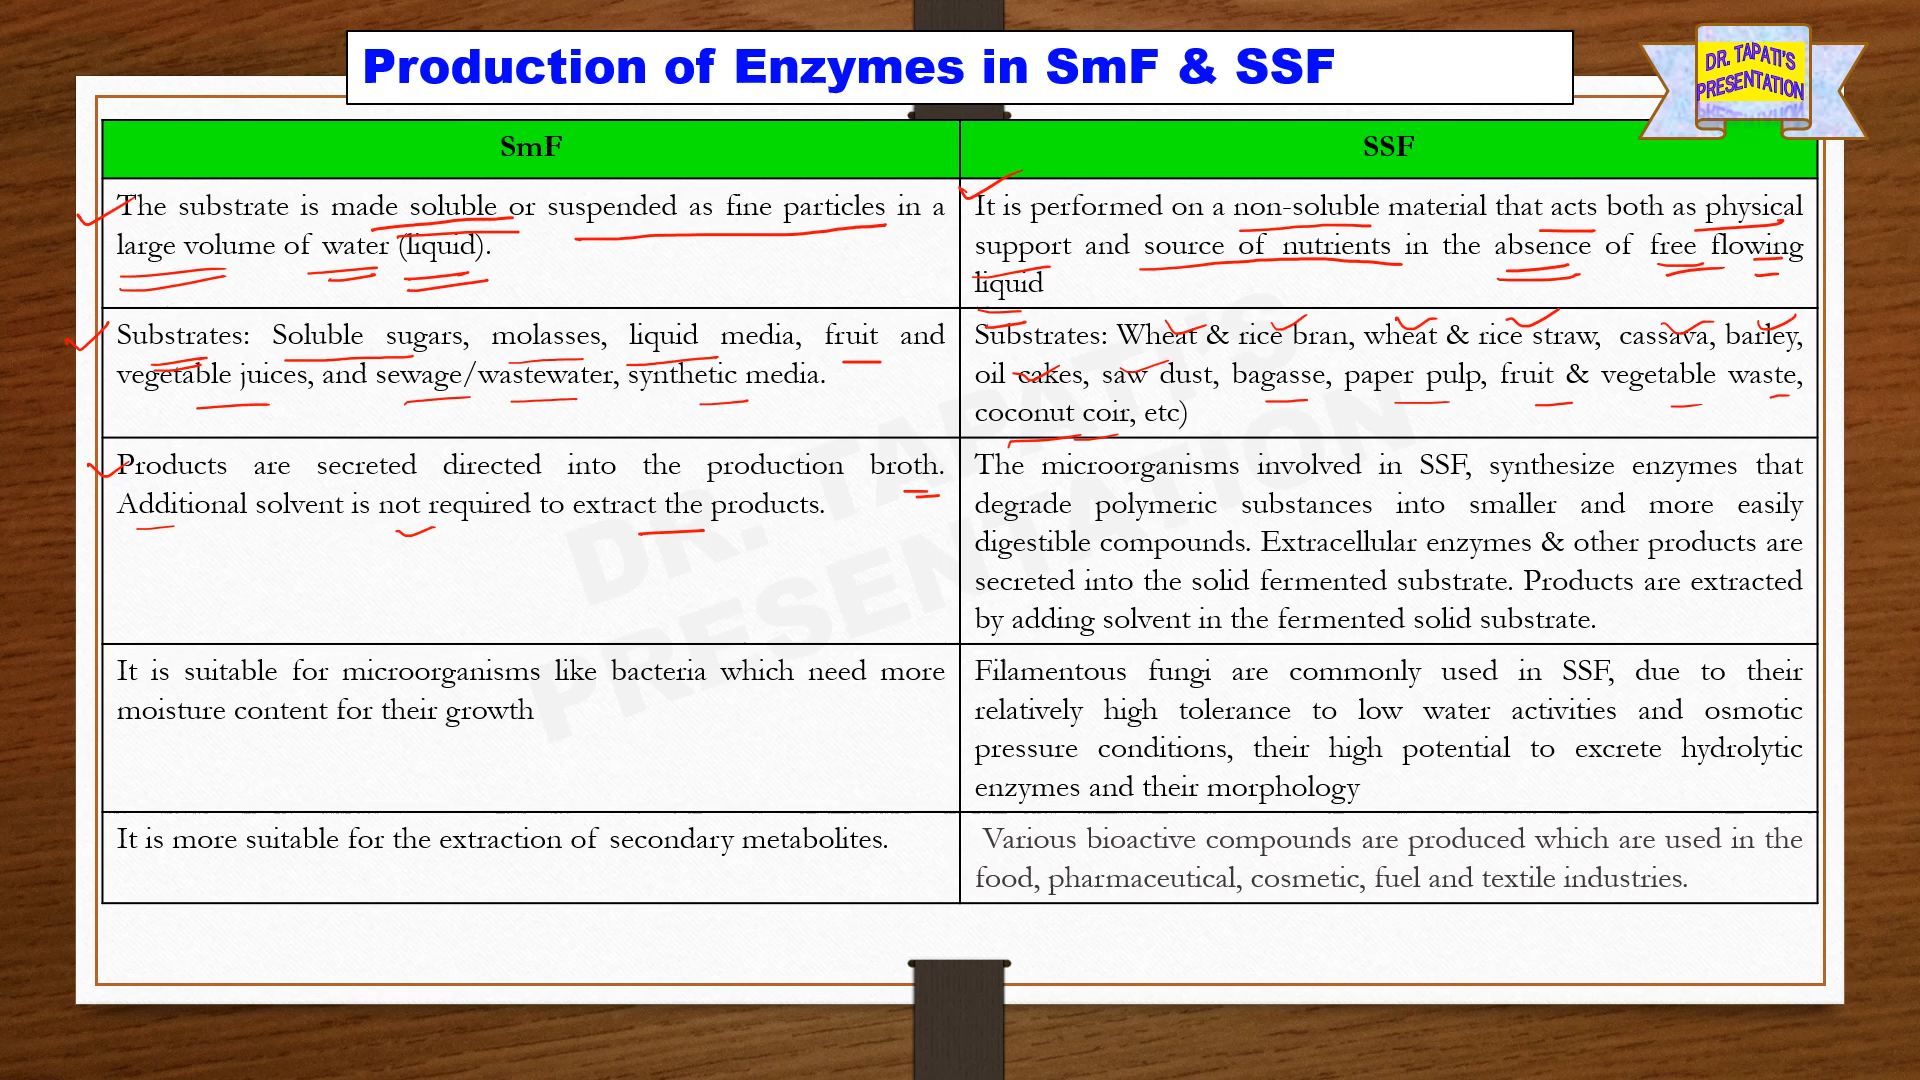 Production of Enzymes in SmF & SSF
DR. TAPATI'S
PRESENTATION
SmF
SSF
The substrate is made soluble or suspended as fine particles in a
large volume of water (liquid).
It is performed on a non-soluble material that acts both as physical
support and source of nutrients in the absence of free flowing
liquid
Substrates: Soluble sugars, molasses, liquid media, fruit and
vegetable juices, and sewage/wastewater, synthetic media.
Substrates: Wheat & rice bran, wheat & rice straw, cassava, barley,
oil cakes, saw dust, bagasse, paper pulp, fruit & vegetable waste,
coconut coir, etc)
Products are secreted directed into the production broth.
Additional solvent is not required to extract the products.
The microorganisms involved in SSF, synthesize enzymes that
degrade polymeric substances into smaller and more easily
digestible compounds. Extracellular enzymes & other products are
secreted into the solid fermented substrate. Products are extracted
by adding solvent in the fermented solid substrate.
It is suitable for microorganisms like bacteria which need more
moisture content for their growth
Filamentous fungi are commonly used in SSF, due to their
relatively high tolerance to low water activities and osmotic
pressure conditions, their high potential to excrete hydrolytic
enzymes and their morphology
It is more suitable for the extraction of secondary metabolites.
Various bioactive compounds are produced which are used in the
food, pharmaceutical, cosmetic, fuel and textile industries.
DR. TAPATI'S
PRESENTATION